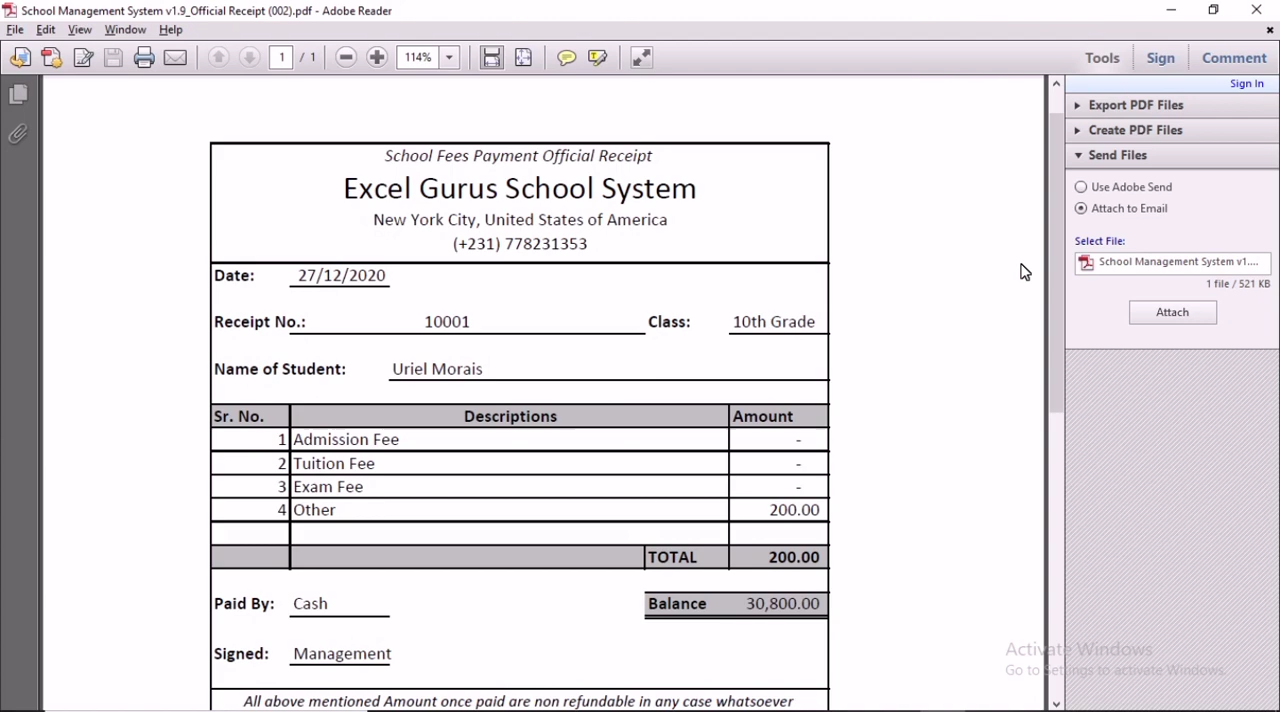 School Management System v1.9_Official Receipt (002).pdf - Adobe Reader
File Edit View Window Help
1 / 1 114% Tools Sign Comment
Sign In
Export PDF Files
Create PDF Files
Send Files
Use Adobe Send
Attach to Email
Select File:
School Management System v1....
1 file / 521 KB
Attach
School Fees Payment Official Receipt
Excel Gurus School System
New York City, United States of America
(+231) 778231353
Date: 27/12/2020
Receipt No.: 10001 Class: 10th Grade
Name of Student: Uriel Morais
Sr. No. Descriptions Amount
1 Admission Fee -
2 Tuition Fee -
3 Exam Fee -
4 Other 200.00
TOTAL 200.00
Paid By: Cash Balance 30,800.00
Signed: Management
All above mentioned Amount once paid are non refundable in any case whatsoever
Activate Windows
Go to Settings to activate Windows.